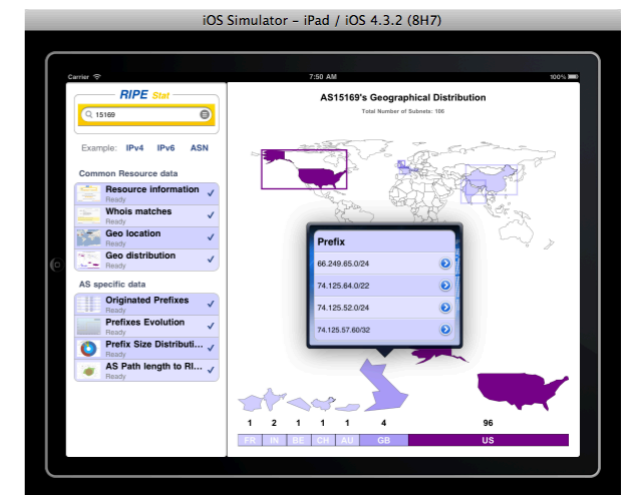 iOS Simulator – iPad / iOS 4.3.2 (8H7)
Carrier
7:50 AM
100%
RIPE Stat
15169
Example: IPv4 IPv6 ASN
Common Resource data
Resource information
Ready
Whois matches
Ready
Geo location
Ready
Geo distribution
Ready
AS specific data
Originated Prefixes
Ready
Prefixes Evolution
Ready
Prefix Size Distributi...
Ready
AS Path length to RI...
Ready
AS15169's Geographical Distribution
Total Number of Subnets: 106
Prefix
66.249.65.0/24
74.125.64.0/22
74.125.52.0/24
74.125.57.60/32
1 2 1 1 1 4 96
FR IN BE CH AU GB US